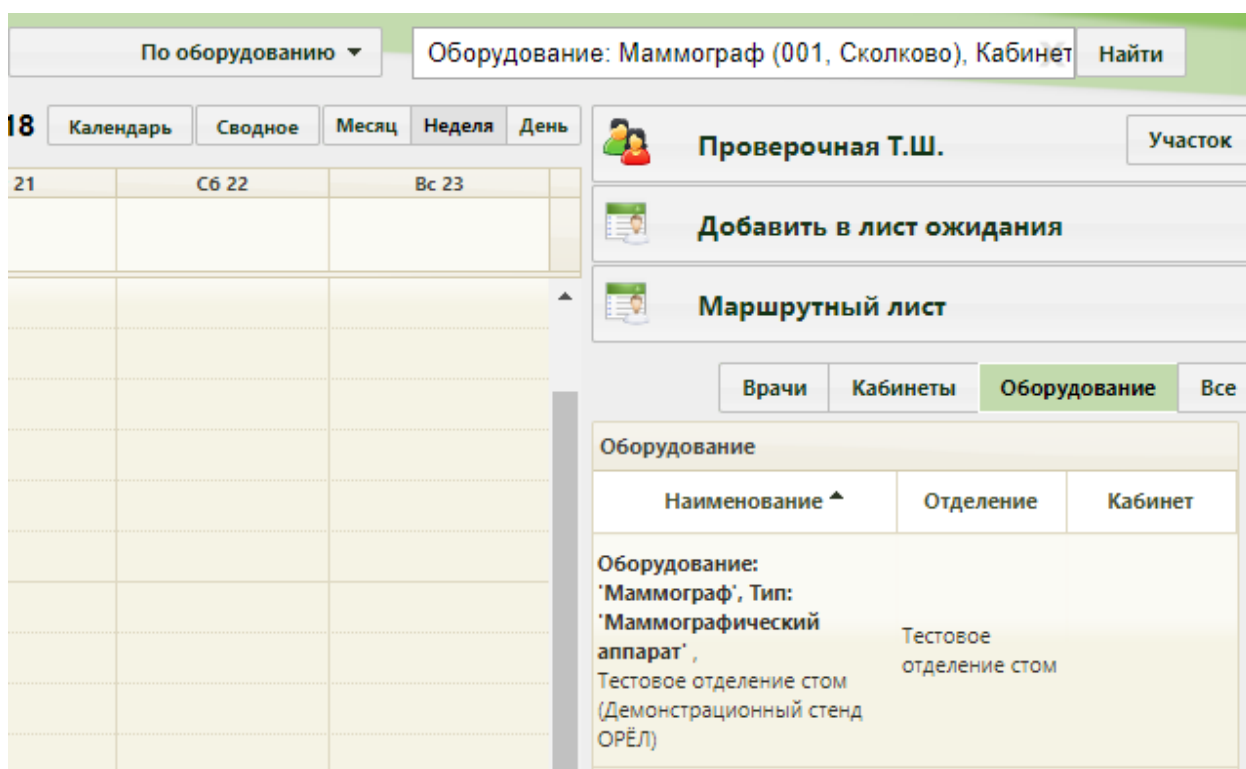 По оборудованию
Оборудование: Маммограф (001, Сколково), Кабинет
Найти
18
Календарь
Сводное
Месяц
Неделя
День
21
Сб 22
Вс 23
Проверочная Т.Ш.
Участок
Добавить в лист ожидания
Маршрутный лист
Врачи
Кабинеты
Оборудование
Все
Оборудование
Наименование
Отделение
Кабинет
Оборудование:
'Маммограф', Тип:
'Маммографический
аппарат' ,
Тестовое отделение стом
(Демонстрационный стенд
ОРЁЛ)
Тестовое
отделение стом